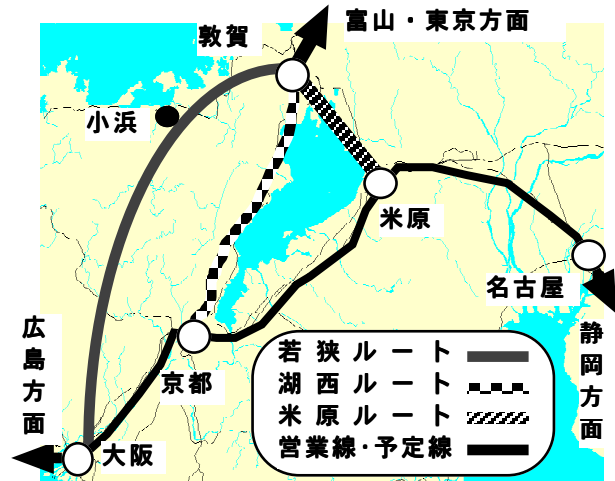 富山・東京方面
敦賀
小浜
米原
名古屋
広島方面
静岡方面
京都
大阪
若狭ルート
湖西ルート
米原ルート
営業線・予定線